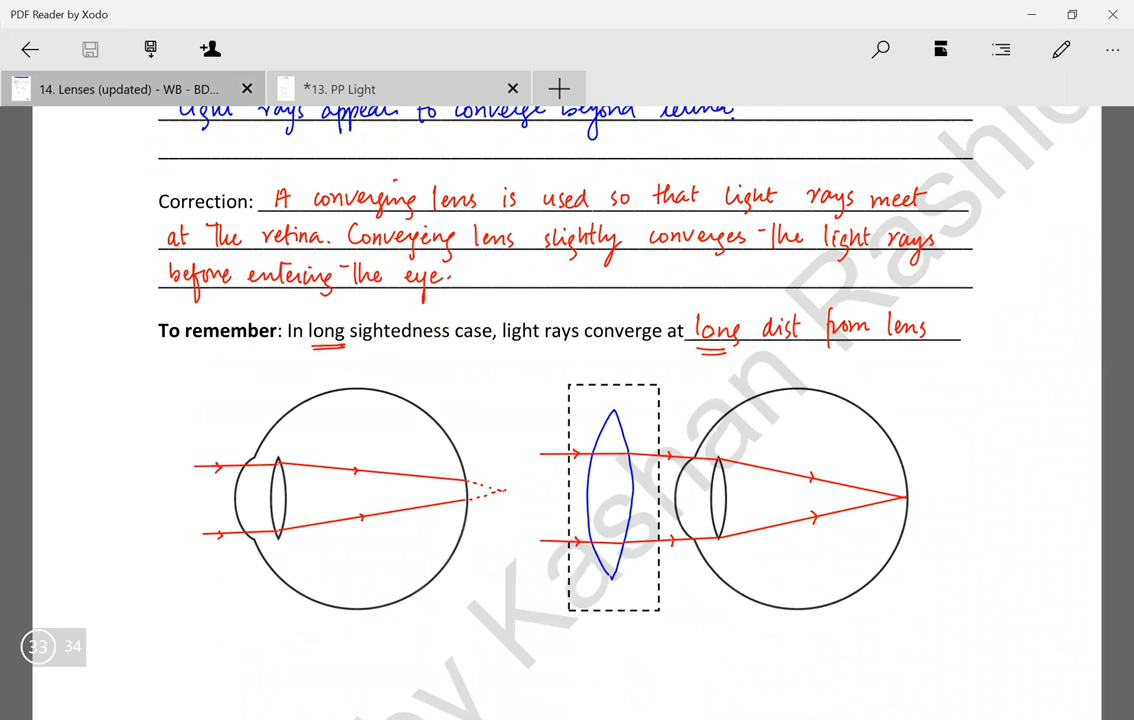 PDF Reader by Xodo
14. Lenses (updated) - WB - BD...
*13. PP Light
light rays appear to converge beyond retina.
Correction: A converging lens is used so that light rays meet
at the retina. Converging lens slightly converges the light rays
before entering the eye.
To remember: In long sightedness case, light rays converge at long dist from lens
by Kashan Rashid
33 34